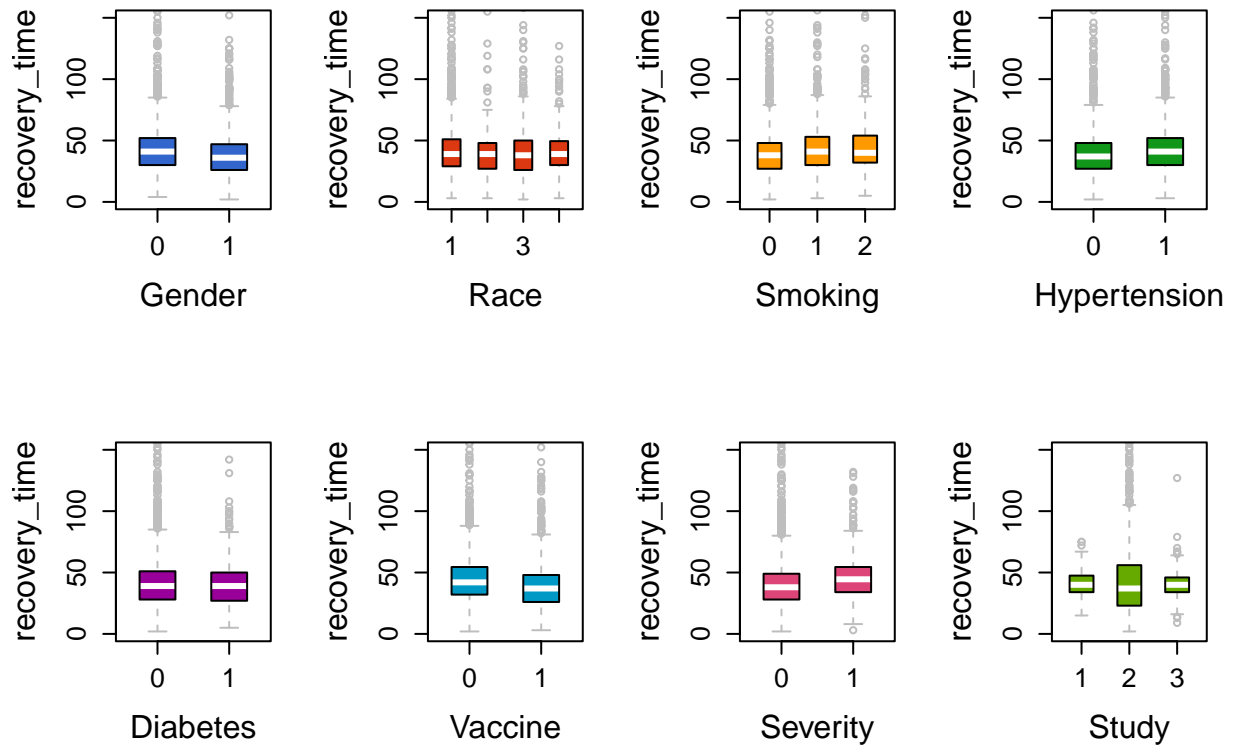 recovery_time
0
50
100
0
1
Gender
recovery_time
0
50
100
1
3
Race
recovery_time
0
50
100
0
1
2
Smoking
recovery_time
0
50
100
0
1
Hypertension
recovery_time
0
50
100
0
1
Diabetes
recovery_time
0
50
100
0
1
Vaccine
recovery_time
0
50
100
0
1
Severity
recovery_time
0
50
100
1
2
3
Study